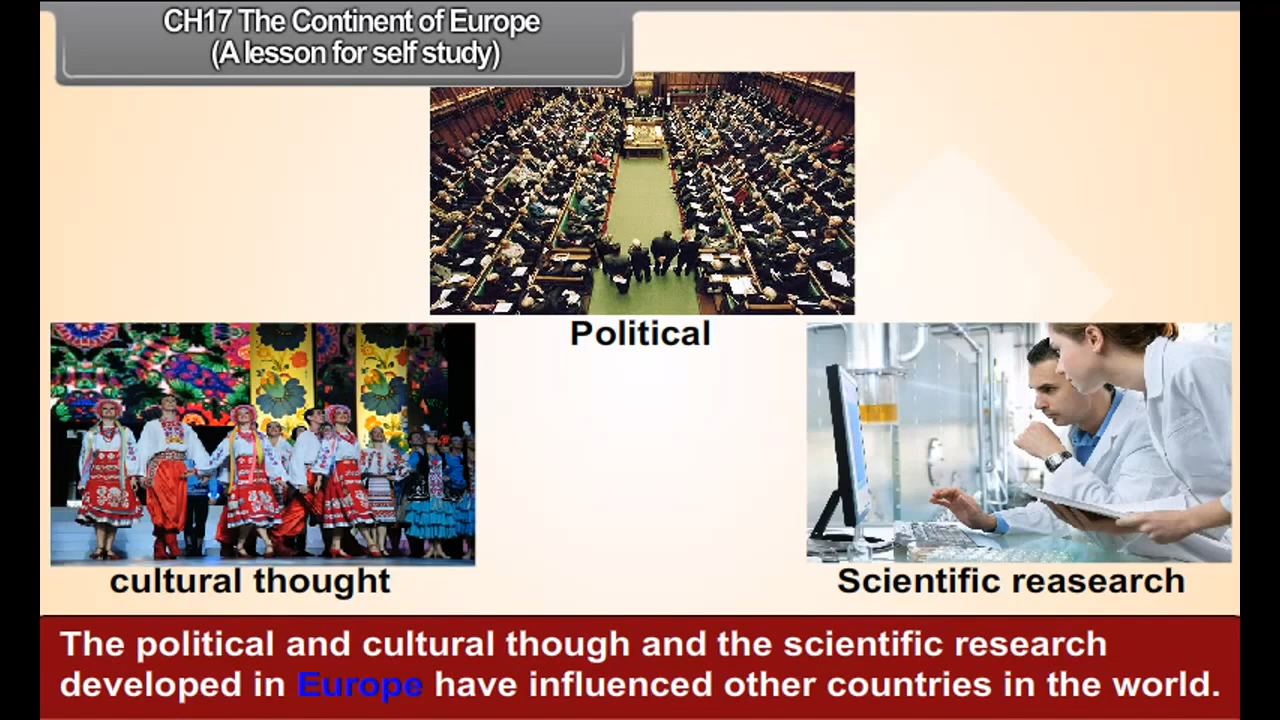 CH17 The Continent of Europe
(A lesson for self study)
Political
cultural thought
Scientific reasearch
The political and cultural though and the scientific research
developed in Europe have influenced other countries in the world.